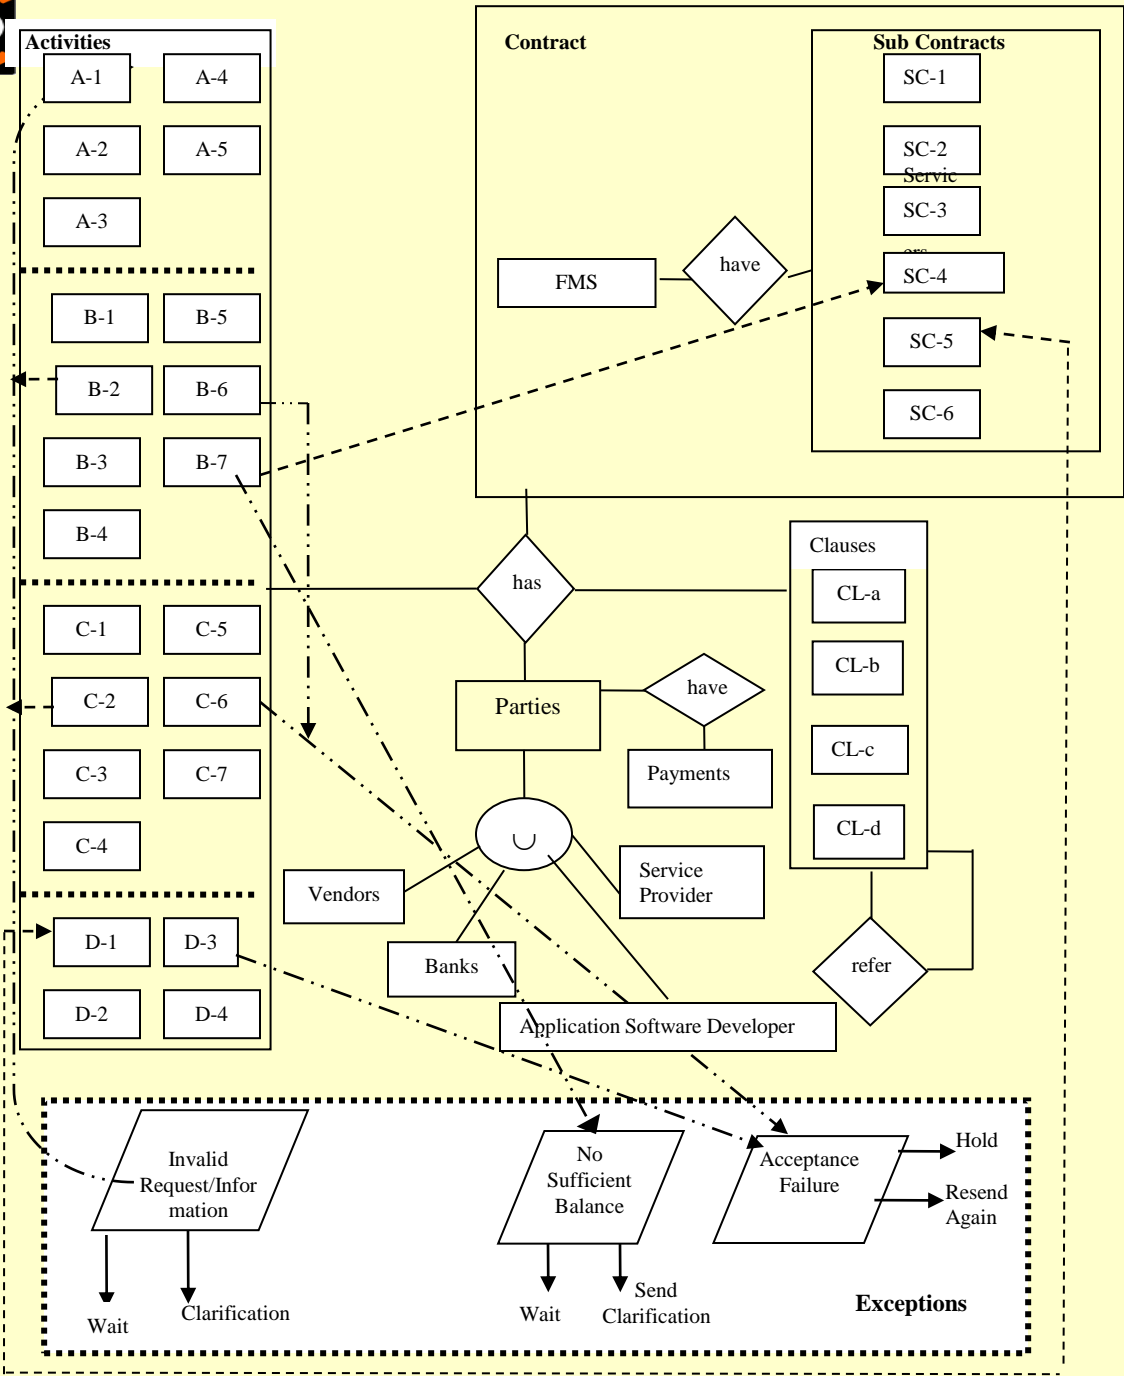 Activities
A-1
A-4
A-2
A-5
A-3
B-1
B-5
B-2
B-6
B-3
B-7
B-4
C-1
C-5
C-2
C-6
C-3
C-7
C-4
D-1
D-3
D-2
D-4
Contract
FMS
have
Sub Contracts
SC-1
SC-2
Servic
SC-3
ers
SC-4
SC-5
SC-6
has
Clauses
CL-a
CL-b
CL-c
CL-d
refer
Parties
have
Payments
Vendors
Banks
Service
Provider
Application Software Developer
Invalid
Request/Infor
mation
Wait
Clarification
No
Sufficient
Balance
Wait
Send
Clarification
Acceptance
Failure
Hold
Resend
Again
Exceptions